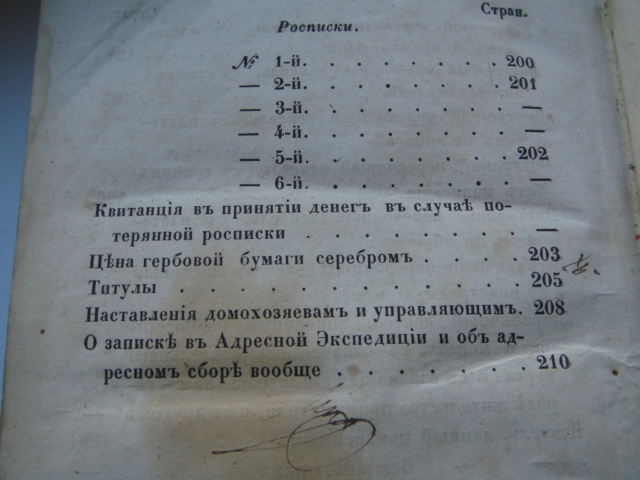 Стран.
Росписки.
№ 1-й. . . . . . . . 200
— 2-й. . . . . . . . 201
— 3-й. . . . . . . . —
— 4-й. . . . . . . . —
— 5-й. . . . . . . . 202
— 6-й. . . . . . . . —
Квитанція въ принятіи денег въ случаѣ по-
терянной росписки . . . . . . . —
Цѣна гербовой бумаги серебромъ . . . . 203
Титулы . . . . . . . . . . . 205
Наставленія домохозяевамъ и управляющимъ. 208
О запискѣ въ Адресной Экспедиціи и объ ад-
ресномъ сборѣ вообще . . . . . . 210